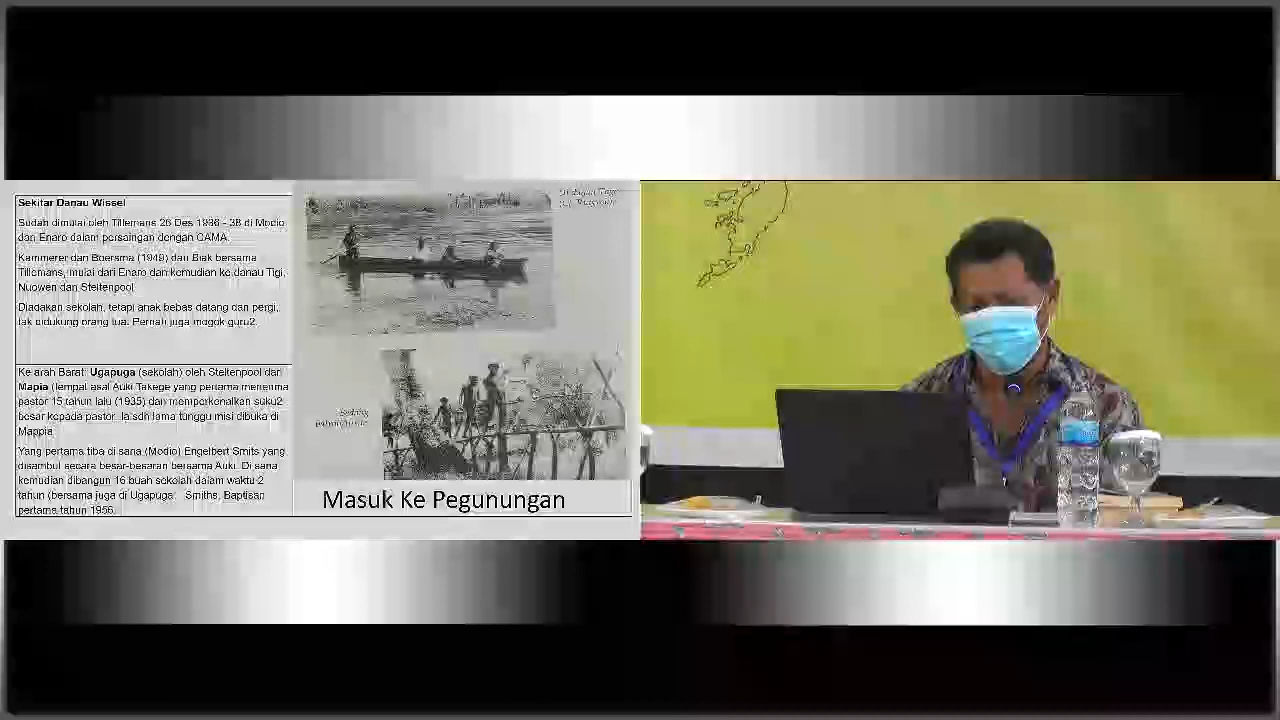 Sekitar Danau Wissel
Sudah dimulai oleh Tillemans 26 Des 1936 - 38 di Modio
dan Enaro dalam persaingan dengan CAMA.
Kammerer dan Boersma (1949) dari Biak bersama
Tillemans, mulai dari Enaro dan kemudian ke danau Tigi,
Nuowen dan Steltenpool
Diadakan sekolah, tetapi anak bebas datang dan pergi,
tak didukung orang tua. Pernah juga mogok guru2.
Ke arah Barat: Ugapuga (sekolah) oleh Steltenpool dan
Mapia (tempat asal Auki Takege yang pertama menerima
pastor 15 tahun lalu (1935) dan memperkenalkan suku2
besar kepada pastor. Ia sdh lama tunggu misi dibuka di
Mappia
Yang pertama tiba di sana (Modio) Engelbert Smits yang
disambut secara besar-besaran bersama Auki. Di sana
kemudian dibangun 16 buah sekolah dalam waktu 2
tahun (bersama juga di Ugapuga: Smiths, Baptisan
pertama tahun 1956.
Masuk Ke Pegunungan